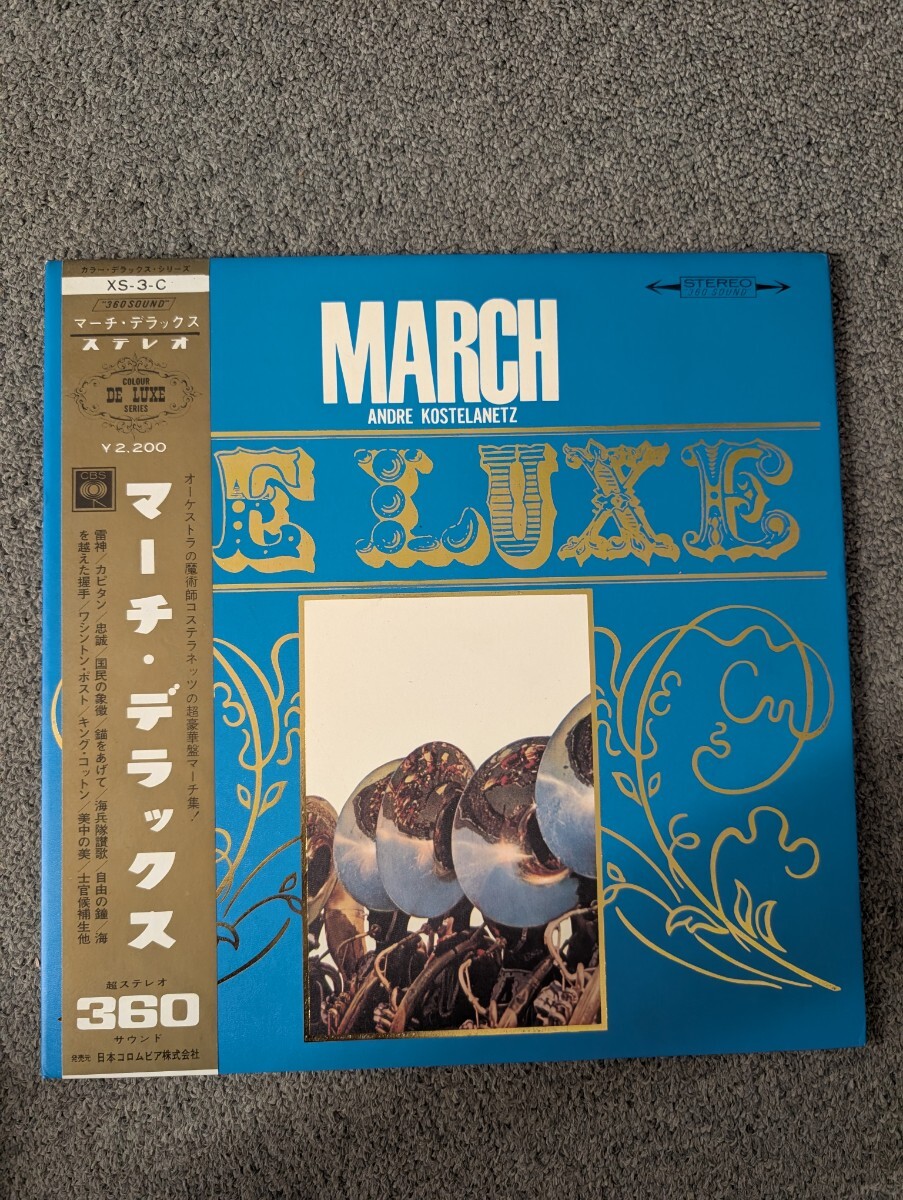 カラー・デラックス・シリーズ
XS-3-C
"360 SOUND"
マーチ・デラックス
ステレオ
COLOUR
DE LUXE
SERIES
¥2,200
CBS
オーケストラの魔術師コステラネッツの超豪華盤マーチ集!
マーチ・デラックス
雷神/カピタン/忠誠/国民の象徴/錨をあげて/海兵隊讃歌/自由の鐘/海
を越えた握手/ワシントン・ポスト/キング・コットン/美中の美/士官候補生他
超ステレオ
360
サウンド
発売元 日本コロムビア株式会社
STEREO
360 SOUND
MARCH
ANDRE KOSTELANETZ
E LUXE